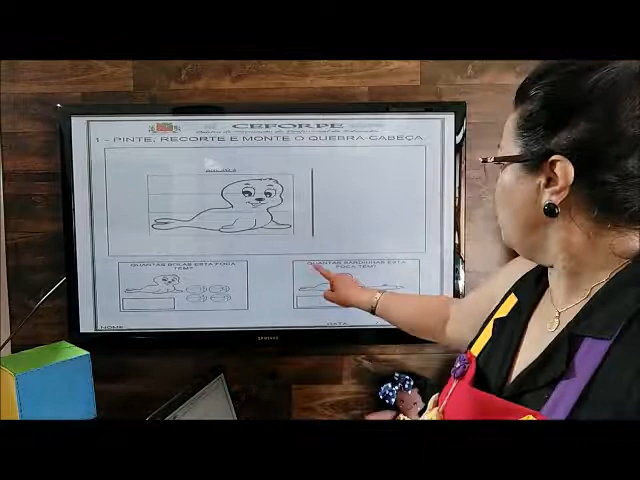 CEFORPE
1 - PINTE, RECORTE E MONTE O QUEBRA-CABEÇA.
QUANTAS BOLAS ESTA FOCA
TEM?
QUANTAS SARDINHAS ESTA
FOCA TEM?
NOME
DATA
SAMSUNG